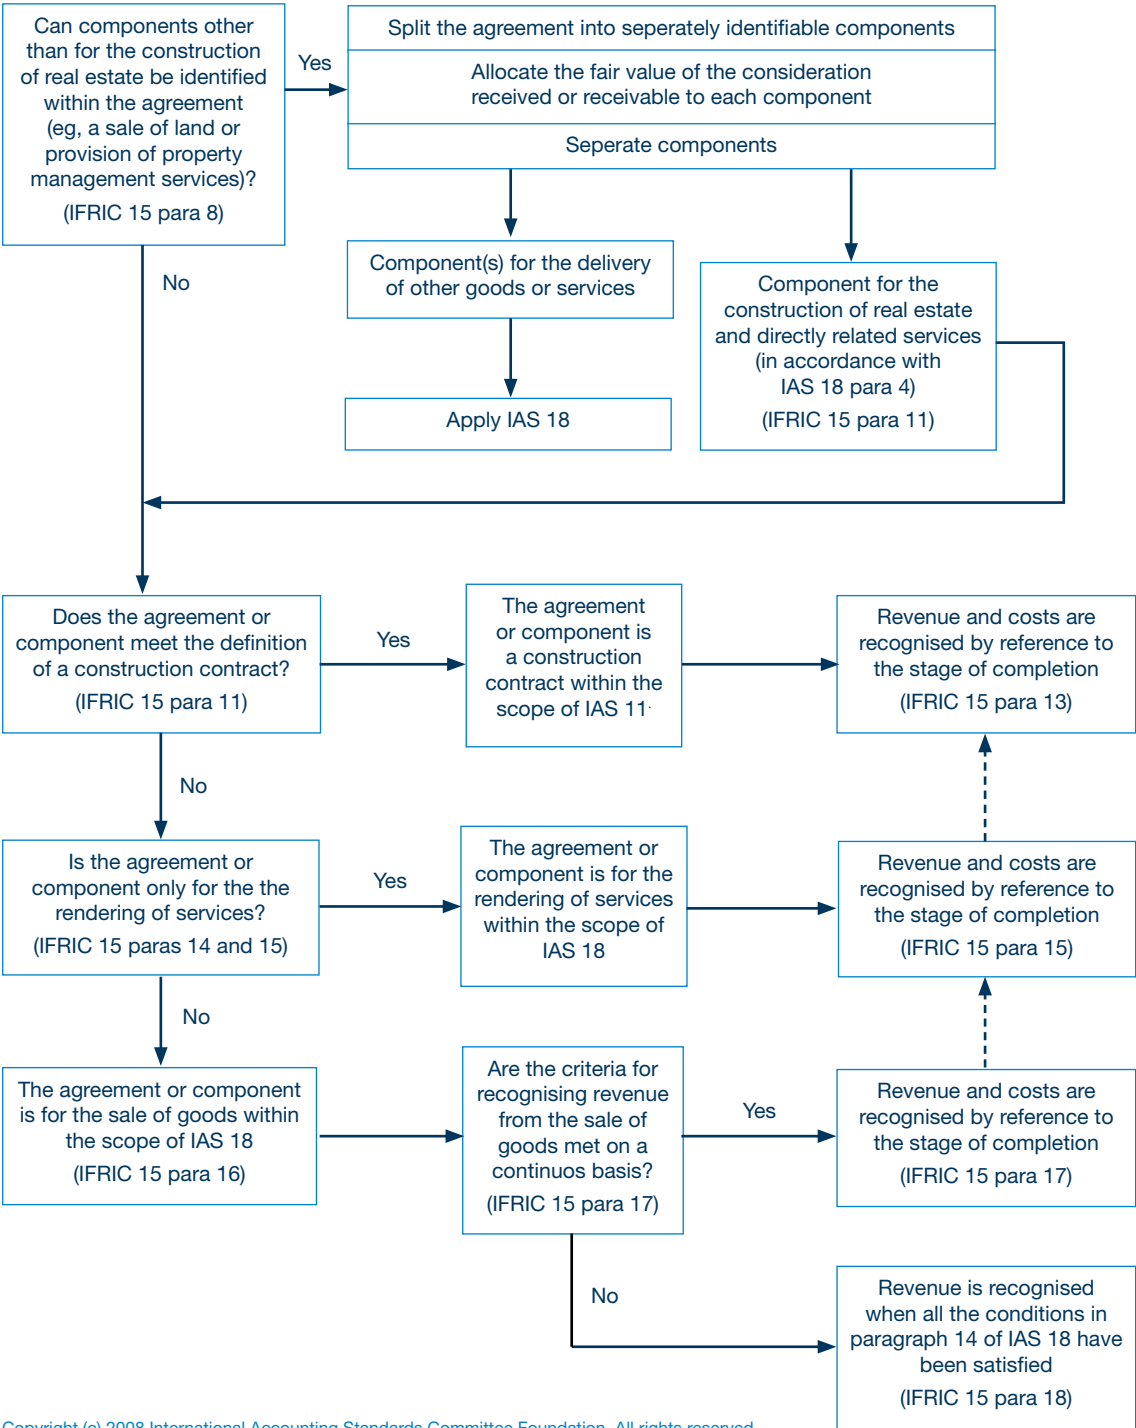 Can components other
than for the construction
of real estate be identified
within the agreement
(eg, a sale of land or
provision of property
management services)?
(IFRIC 15 para 8)
Yes
Split the agreement into seperately identifiable components
Allocate the fair value of the consideration
received or receivable to each component
Seperate components
No
Component(s) for the delivery
of other goods or services
Apply IAS 18
Component for the
construction of real estate
and directly related services
(in accordance with
IAS 18 para 4)
(IFRIC 15 para 11)
Does the agreement or
component meet the definition
of a construction contract?
(IFRIC 15 para 11)
Yes
The agreement
or component is
a construction
contract within the
scope of IAS 11.
Revenue and costs are
recognised by reference to
the stage of completion
(IFRIC 15 para 13)
No
Is the agreement or
component only for the the
rendering of services?
(IFRIC 15 paras 14 and 15)
Yes
The agreement or
component is for the
rendering of services
within the scope of
IAS 18
Revenue and costs are
recognised by reference to
the stage of completion
(IFRIC 15 para 15)
No
The agreement or component
is for the sale of goods within
the scope of IAS 18
(IFRIC 15 para 16)
Are the criteria for
recognising revenue
from the sale of
goods met on a
continuos basis?
(IFRIC 15 para 17)
Yes
Revenue and costs are
recognised by reference to
the stage of completion
(IFRIC 15 para 17)
No
Revenue is recognised
when all the conditions in
paragraph 14 of IAS 18 have
been satisfied
(IFRIC 15 para 18)
Copyright (c) 2008 International Accounting Standards Committee Foundation. All rights reserved